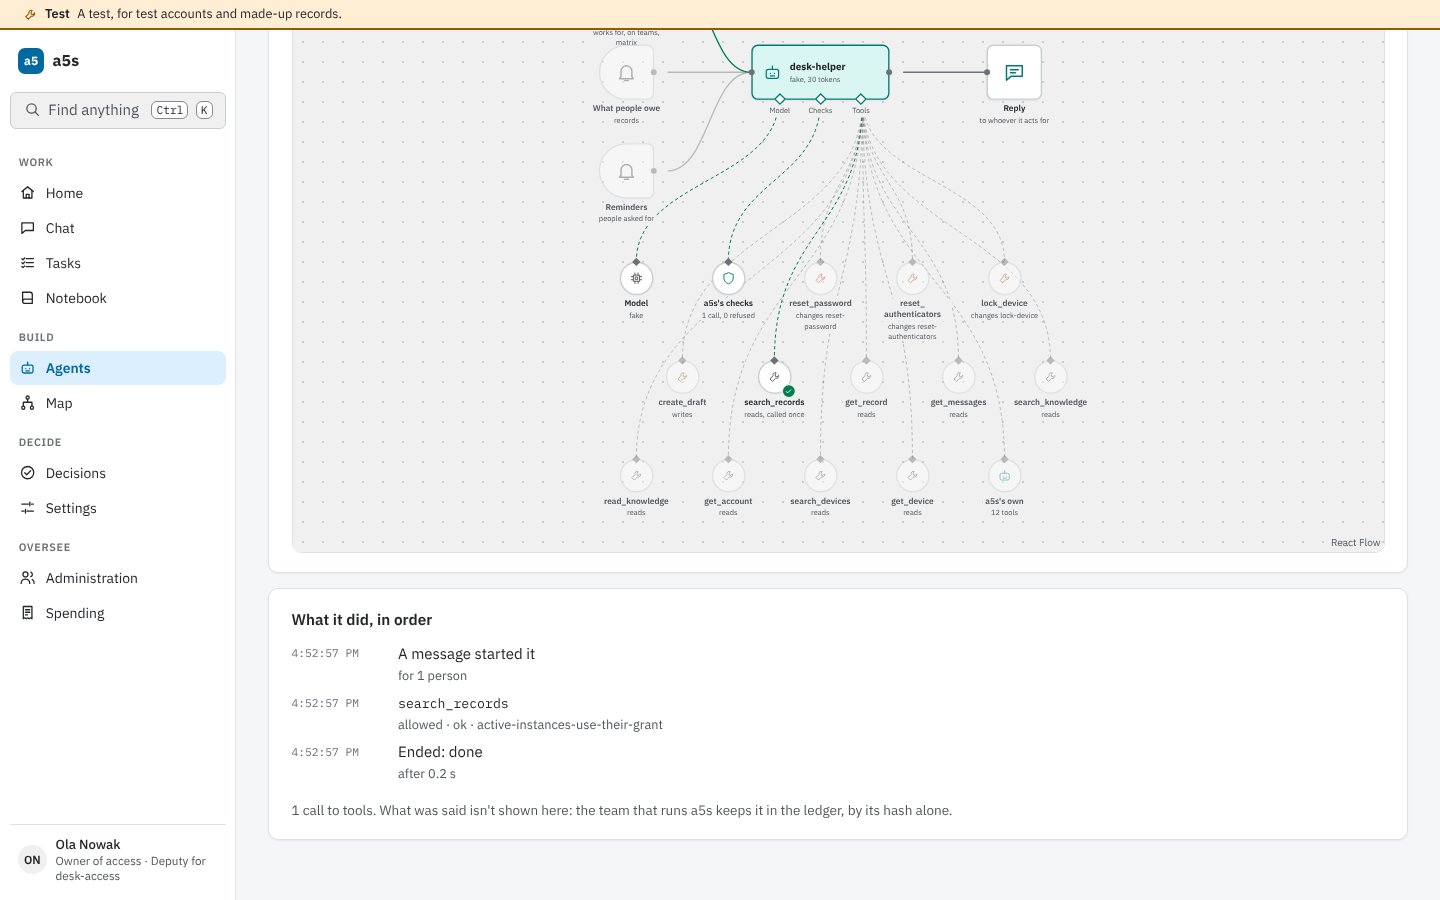 Test A test, for test accounts and made-up records.
a5 a5s
Find anything Ctrl K
WORK
Home
Chat
Tasks
Notebook
BUILD
Agents
Map
DECIDE
Decisions
Settings
OVERSEE
Administration
Spending
ON
Ola Nowak
Owner of access · Deputy for
desk-access
works for, on teams,
matrix
What people owe
records
Reminders
people asked for
desk-helper
fake, 30 tokens
Model
Checks
Tools
Reply
to whoever it acts for
Model
fake
a5s's checks
1 call, 0 refused
reset_password
changes reset-
password
reset_
authenticators
changes reset-
authenticators
lock_device
changes lock-device
create_draft
writes
search_records
reads, called once
get_record
reads
get_messages
reads
search_knowledge
reads
read_knowledge
reads
get_account
reads
search_devices
reads
get_device
reads
a5s's own
12 tools
React Flow
What it did, in order
4:52:57 PM A message started it
for 1 person
4:52:57 PM search_records
allowed · ok · active-instances-use-their-grant
4:52:57 PM Ended: done
after 0.2 s
1 call to tools. What was said isn't shown here: the team that runs a5s keeps it in the ledger, by its hash alone.